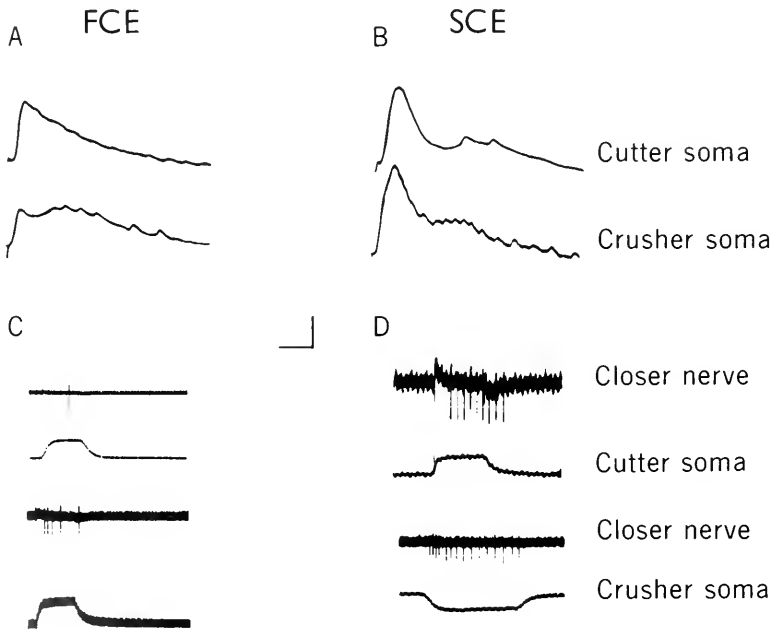 A FCE
B SCE
Cutter soma
Crusher soma
C
D
Closer nerve
Cutter soma
Closer nerve
Crusher soma